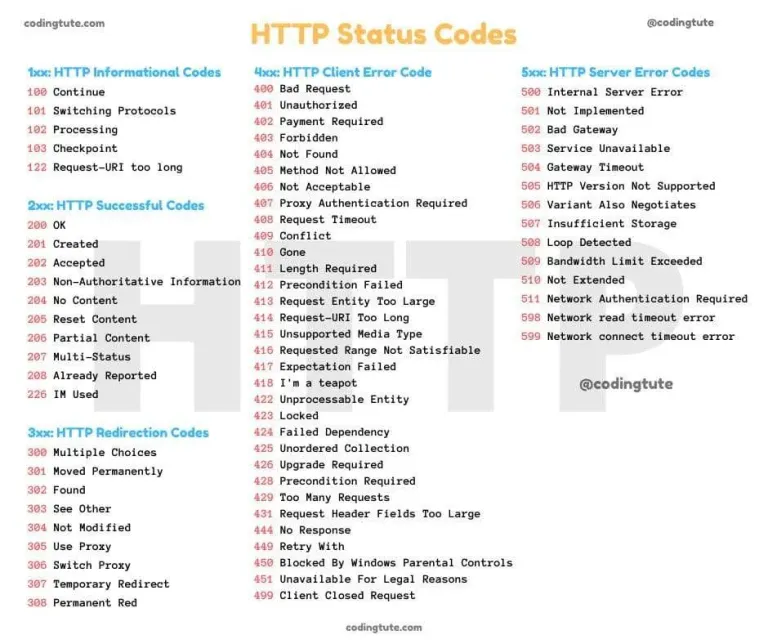 codingtute.com
@codingtute
HTTP Status Codes
1xx: HTTP Informational Codes
100 Continue
101 Switching Protocols
102 Processing
103 Checkpoint
122 Request-URI too long
2xx: HTTP Successful Codes
200 OK
201 Created
202 Accepted
203 Non-Authoritative Information
204 No Content
205 Reset Content
206 Partial Content
207 Multi-Status
208 Already Reported
226 IM Used
3xx: HTTP Redirection Codes
300 Multiple Choices
301 Moved Permanently
302 Found
303 See Other
304 Not Modified
305 Use Proxy
306 Switch Proxy
307 Temporary Redirect
308 Permanent Red
4xx: HTTP Client Error Code
400 Bad Request
401 Unauthorized
402 Payment Required
403 Forbidden
404 Not Found
405 Method Not Allowed
406 Not Acceptable
407 Proxy Authentication Required
408 Request Timeout
409 Conflict
410 Gone
411 Length Required
412 Precondition Failed
413 Request Entity Too Large
414 Request-URI Too Long
415 Unsupported Media Type
416 Requested Range Not Satisfiable
417 Expectation Failed
418 I'm a teapot
422 Unprocessable Entity
423 Locked
424 Failed Dependency
425 Unordered Collection
426 Upgrade Required
428 Precondition Required
429 Too Many Requests
431 Request Header Fields Too Large
444 No Response
449 Retry With
450 Blocked By Windows Parental Controls
451 Unavailable For Legal Reasons
499 Client Closed Request
5xx: HTTP Server Error Codes
500 Internal Server Error
501 Not Implemented
502 Bad Gateway
503 Service Unavailable
504 Gateway Timeout
505 HTTP Version Not Supported
506 Variant Also Negotiates
507 Insufficient Storage
508 Loop Detected
509 Bandwidth Limit Exceeded
510 Not Extended
511 Network Authentication Required
598 Network read timeout error
599 Network connect timeout error
@codingtute
HTTP
codingtute.com